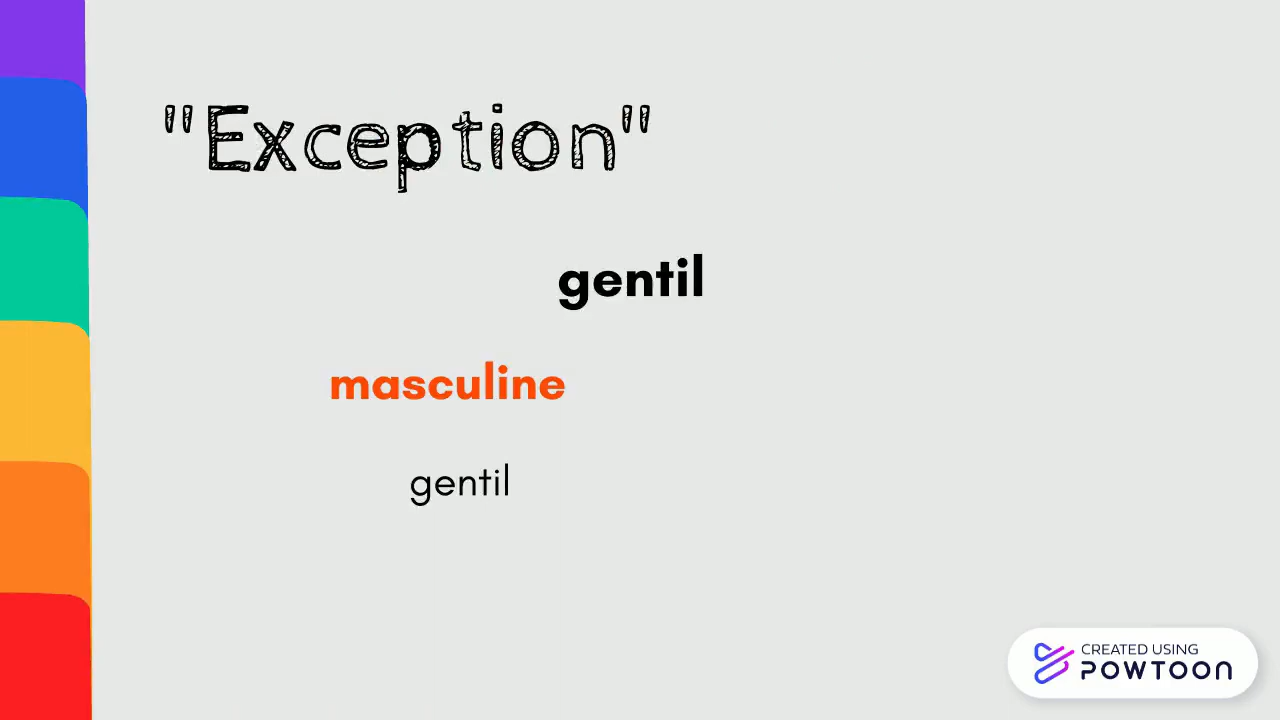 "Exception"
gentil
masculine
gentil
CREATED USING
POWTOON